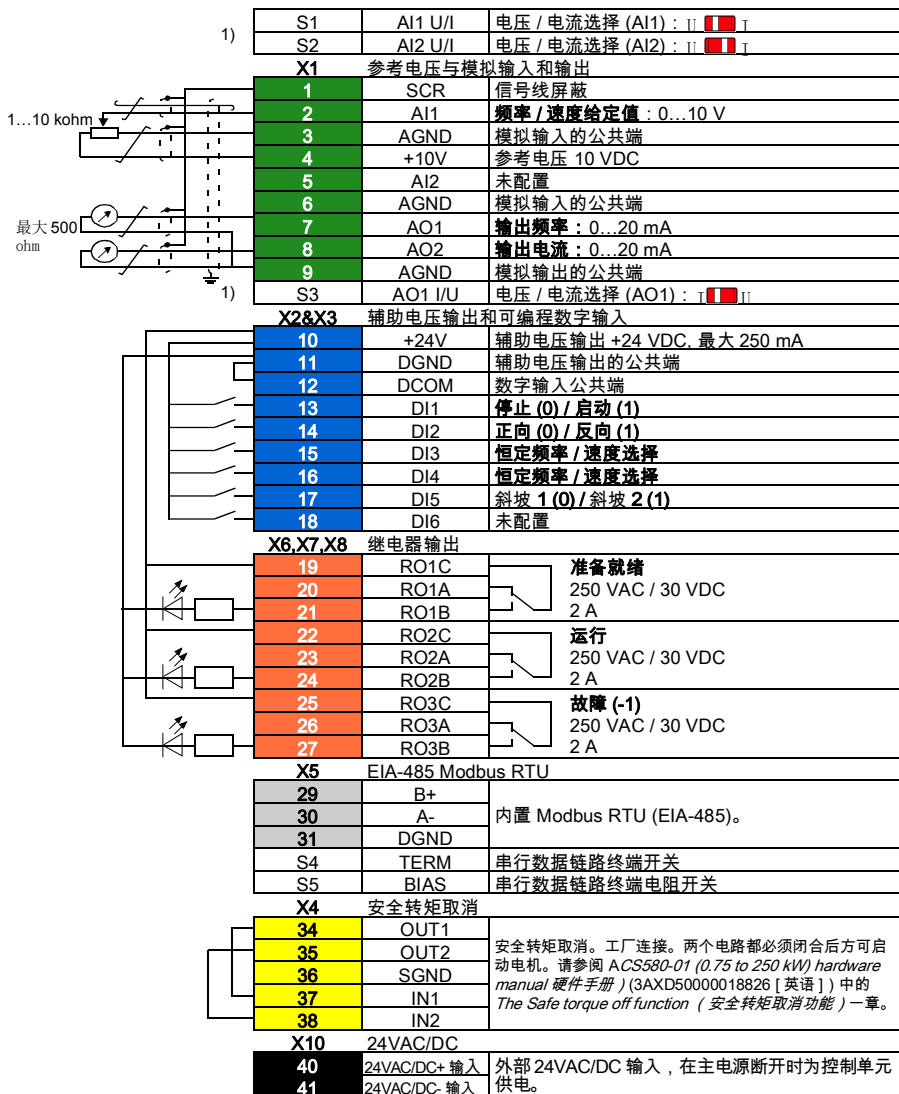 1)
S1 AI1 U/I 电压 / 电流选择 (AI1) : U I
S2 AI2 U/I 电压 / 电流选择 (AI2) : U I
X1 参考电压与模拟输入和输出
1 SCR 信号线屏蔽
1…10 kohm
2 AI1 频率 / 速度给定值 : 0…10 V
3 AGND 模拟输入的公共端
4 +10V 参考电压 10 VDC
5 AI2 未配置
6 AGND 模拟输入的公共端
最大 500
ohm
7 AO1 输出频率 : 0…20 mA
8 AO2 输出电流 : 0…20 mA
9 AGND 模拟输出的公共端
1)
S3 AO1 I/U 电压 / 电流选择 (AO1) : I U
X2&X3 辅助电压输出和可编程数字输入
10 +24V 辅助电压输出 +24 VDC, 最大 250 mA
11 DGND 辅助电压输出的公共端
12 DCOM 数字输入公共端
13 DI1 停止 (0) / 启动 (1)
14 DI2 正向 (0) / 反向 (1)
15 DI3 恒定频率 / 速度选择
16 DI4 恒定频率 / 速度选择
17 DI5 斜坡 1 (0) / 斜坡 2 (1)
18 DI6 未配置
X6,X7,X8 继电器输出
19 RO1C 准备就绪
20 RO1A 250 VAC / 30 VDC
21 RO1B 2 A
22 RO2C 运行
23 RO2A 250 VAC / 30 VDC
24 RO2B 2 A
25 RO3C 故障 (-1)
26 RO3A 250 VAC / 30 VDC
27 RO3B 2 A
X5 EIA-485 Modbus RTU
29 B+
30 A- 内置 Modbus RTU (EIA-485)。
31 DGND
S4 TERM 串行数据链路终端开关
S5 BIAS 串行数据链路终端电阻开关
X4 安全转矩取消
34 OUT1
35 OUT2
36 SGND
37 IN1
38 IN2
安全转矩取消。工厂连接。两个电路都必须闭合后方可启
动电机。请参阅 ACS580-01 (0.75 to 250 kW) hardware
manual 硬件手册 ) (3AXD50000018826 [ 英语 ] ) 中的
The Safe torque off function （ 安全转矩取消功能 ) 一章。
X10 24VAC/DC
40 24VAC/DC+ 输入 外部 24VAC/DC 输入，在主电源断开时为控制单元
41 24VAC/DC- 输入 供电。